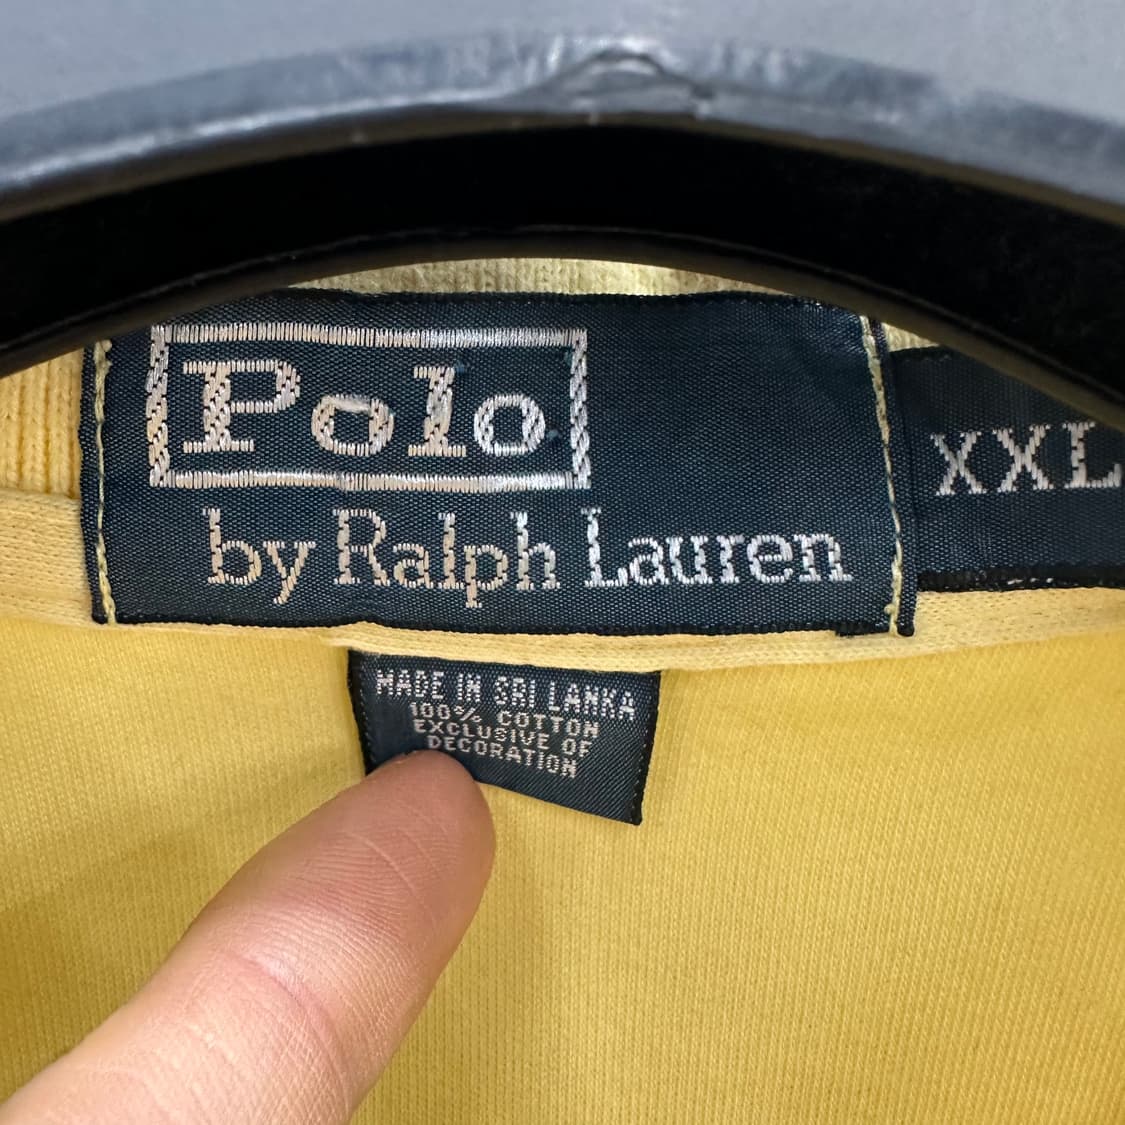 Polo
by Ralph Lauren
XXL
MADE IN SRI LANKA
100% COTTON
EXCLUSIVE OF
DECORATION